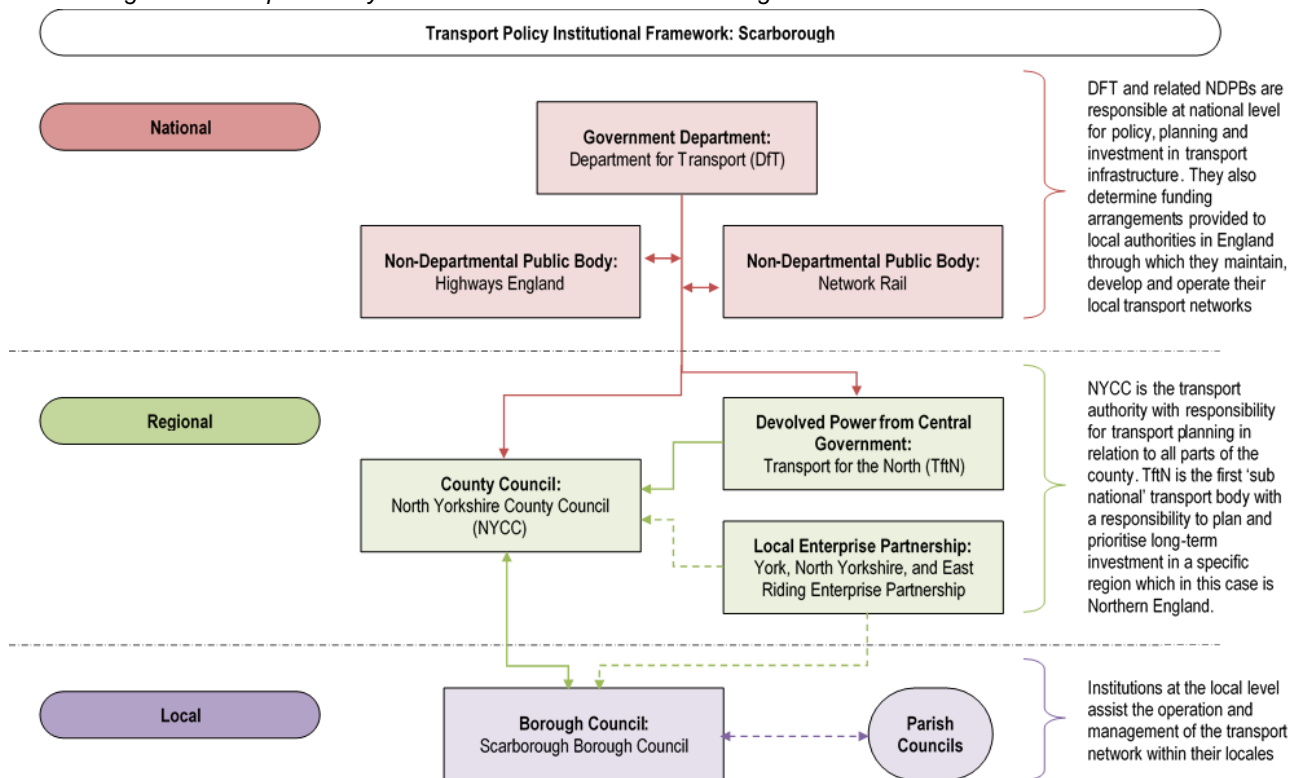 Transport Policy Institutional Framework: Scarborough
National
Government Department:
Department for Transport (DfT)
Non-Departmental Public Body:
Highways England
Non-Departmental Public Body:
Network Rail
DFT and related NDPBs are
responsible at national level
for policy, planning and
investment in transport
infrastructure. They also
determine funding
arrangements provided to
local authorities in England
through which they maintain,
develop and operate their
local transport networks
Regional
Devolved Power from Central
Government:
Transport for the North (TftN)
County Council:
North Yorkshire County Council
(NYCC)
Local Enterprise Partnership:
York, North Yorkshire, and East
Riding Enterprise Partnership
NYCC is the transport
authority with responsibility
for transport planning in
relation to all parts of the
county. TftN is the first ‘sub
national’ transport body with
a responsibility to plan and
prioritise long-term
investment in a specific
region which in this case is
Northern England.
Local
Borough Council:
Scarborough Borough Council
Parish
Councils
Institutions at the local level
assist the operation and
management of the transport
network within their locales